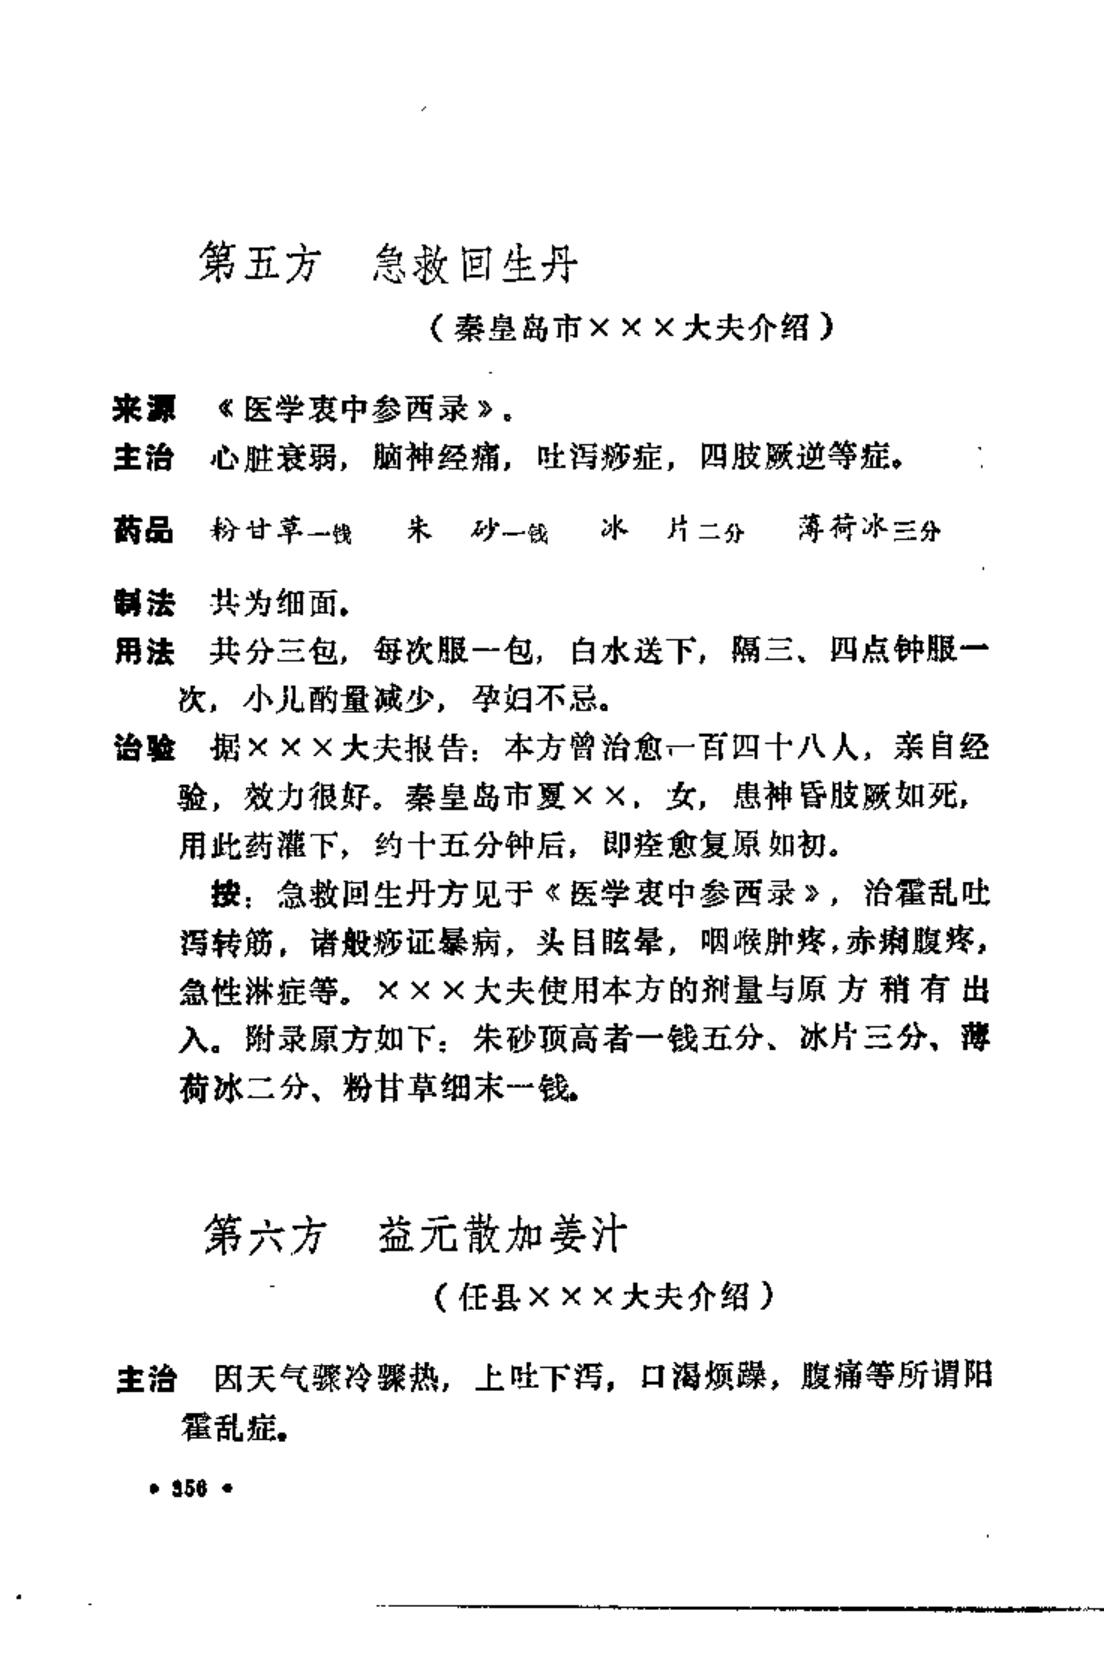 第五方　急救回生丹
（秦皇岛市×××大夫介绍）
来源　《医学衷中参西录》。
主治　心脏衰弱，脑神经痛，吐泻痧症，四肢厥逆等症。
药品　粉甘草一钱　朱　砂一钱　冰　片二分　薄荷冰三分
制法　共为细面。
用法　共分三包，每次服一包，白水送下，隔三、四点钟服一
次，小儿酌量减少，孕妇不忌。
治验　据×××大夫报告：本方曾治愈一百四十八人，亲自经
验，效力很好。秦皇岛市夏××，女，患神昏肢厥如死，
用此药灌下，约十五分钟后，即痊愈复原如初。
按：急救回生丹方见于《医学衷中参西录》，治霍乱吐
泻转筋，诸般痧证暴病，头目眩晕，咽喉肿疼，赤痢腹疼，
急性淋症等。×××大夫使用本方的剂量与原方稍有出
入。附录原方如下：朱砂顶高者一钱五分、冰片三分、薄
荷冰二分、粉甘草细末一钱。
第六方　益元散加姜汁
（任县×××大夫介绍）
主治　因天气骤冷骤热，上吐下泻，口渴烦躁，腹痛等所谓阳
霍乱症。
• 356 •